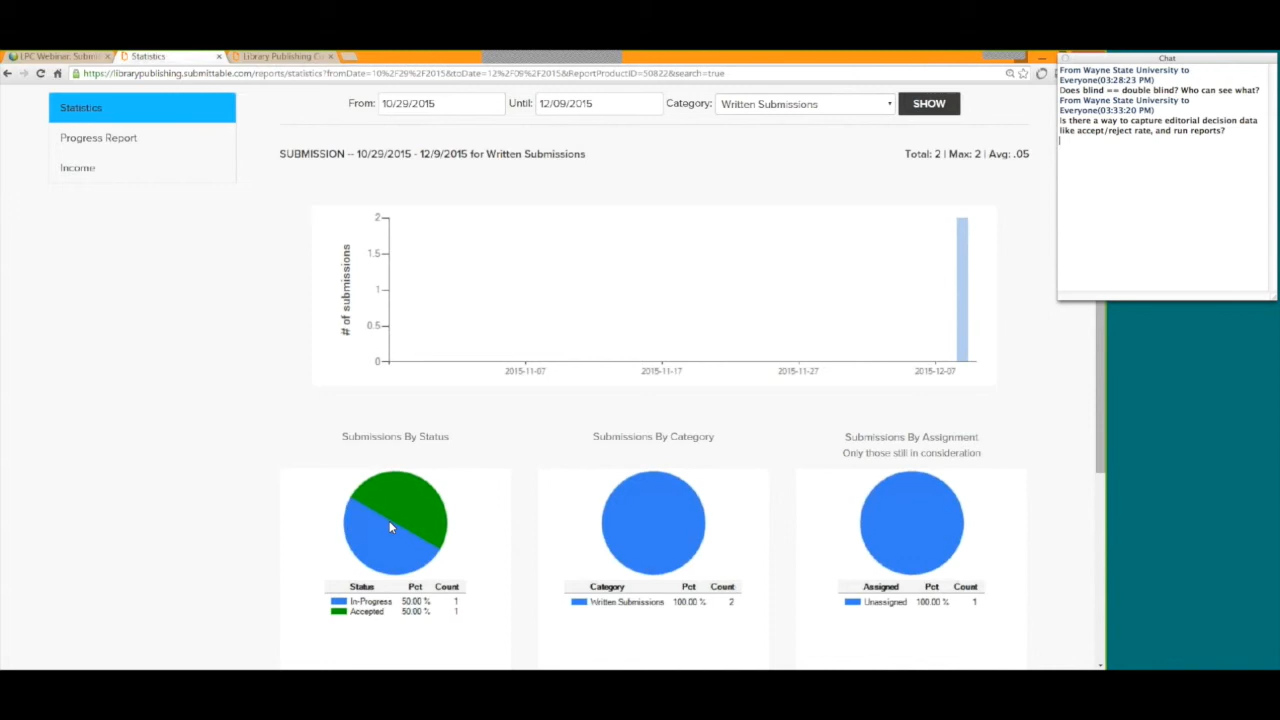 LPC Webinar: Submi
Statistics
Library Publishing C
https://librarypublishing.submittable.com/reports/statistics?fromDate=10%2F29%2F2015&toDate=12%2F09%2F2015&ReportProductID=50822&search=true
Statistics
Progress Report
Income
From: 10/29/2015 Until: 12/09/2015 Category: Written Submissions SHOW
SUBMISSION -- 10/29/2015 - 12/9/2015 for Written Submissions
Total: 2 | Max: 2 | Avg: .05
# of submissions
2
1.5
1
0.5
0
2015-11-07 2015-11-17 2015-11-27 2015-12-07
Submissions By Status
Status Pct Count
In-Progress 50.00 % 1
Accepted 50.00 % 1
Submissions By Category
Category Pct Count
Written Submissions 100.00 % 2
Submissions By Assignment
Only those still in consideration
Assigned Pct Count
Unassigned 100.00 % 1
Chat
From Wayne State University to
Everyone(03:28:23 PM)
Does blind == double blind? Who can see what?
From Wayne State University to
Everyone(03:33:20 PM)
Is there a way to capture editorial decision data
like accept/reject rate, and run reports?